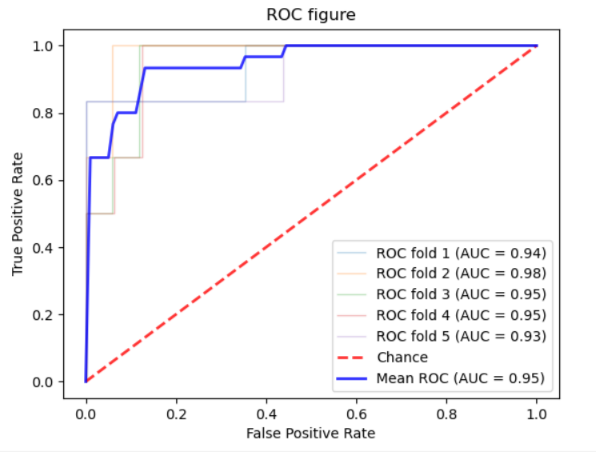 ROC figure
True Positive Rate
1.0
0.8
0.6
0.4
0.2
0.0
ROC fold 1 (AUC = 0.94)
ROC fold 2 (AUC = 0.98)
ROC fold 3 (AUC = 0.95)
ROC fold 4 (AUC = 0.95)
ROC fold 5 (AUC = 0.93)
Chance
Mean ROC (AUC = 0.95)
0.0 0.2 0.4 0.6 0.8 1.0
False Positive Rate